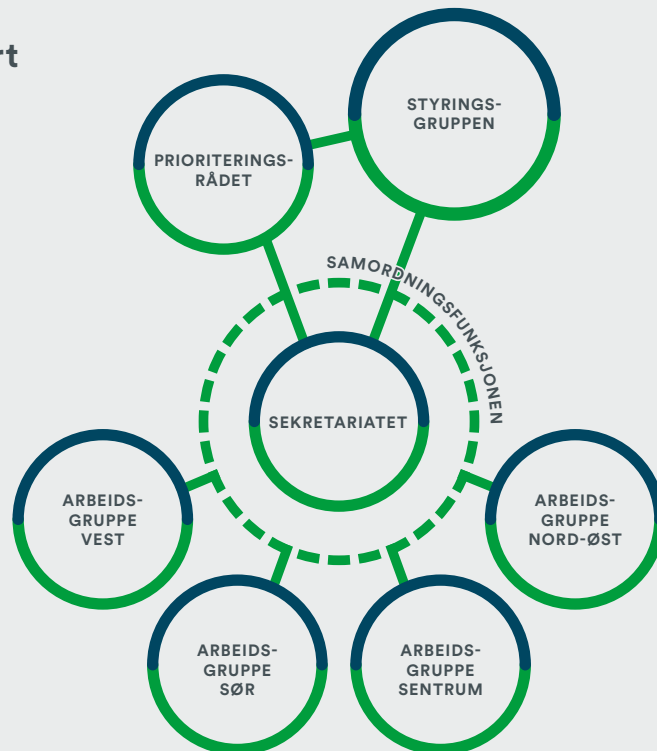 rt
STYRINGS-
GRUPPEN
PRIORITERINGS-
RÅDET
SAMORDNINGSFUNKSJONEN
SEKRETARIATET
ARBEIDS-
GRUPPE
VEST
ARBEIDS-
GRUPPE
NORD-ØST
ARBEIDS-
GRUPPE
SØR
ARBEIDS-
GRUPPE
SENTRUM